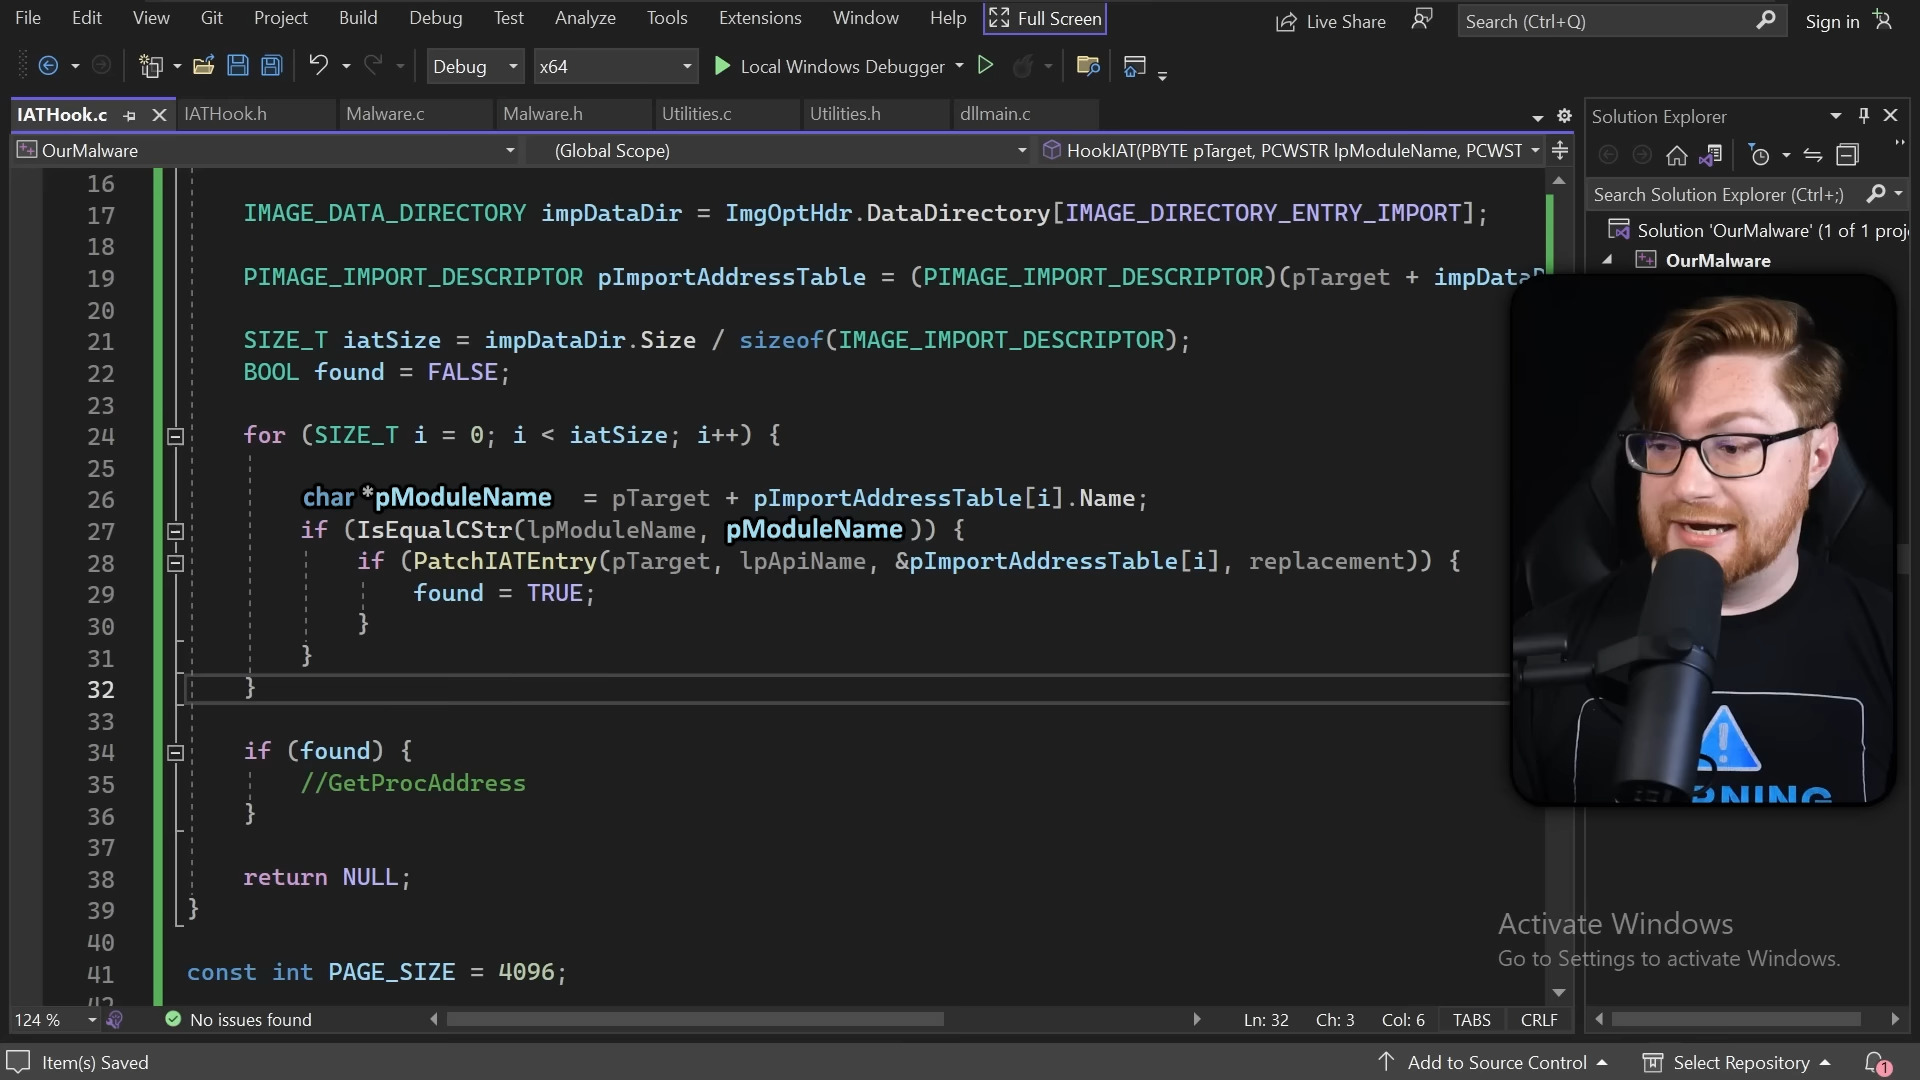 File Edit View Git Project Build Debug Test Analyze Tools Extensions Window Help Full Screen Live Share Search (Ctrl+Q) Sign in
Debug x64 Local Windows Debugger
IATHook.c IATHook.h Malware.c Malware.h Utilities.c Utilities.h dllmain.c
Solution Explorer
OurMalware (Global Scope) HookIAT(PBYTE pTarget, PCWSTR lpModuleName, PCWST
Search Solution Explorer (Ctrl+;)
Solution 'OurMalware' (1 of 1 proj
OurMalware
16
17 IMAGE_DATA_DIRECTORY impDataDir = ImgOptHdr.DataDirectory[IMAGE_DIRECTORY_ENTRY_IMPORT];
18
19 PIMAGE_IMPORT_DESCRIPTOR pImportAddressTable = (PIMAGE_IMPORT_DESCRIPTOR)(pTarget + impData
20
21 SIZE_T iatSize = impDataDir.Size / sizeof(IMAGE_IMPORT_DESCRIPTOR);
22 BOOL found = FALSE;
23
24 for (SIZE_T i = 0; i < iatSize; i++) {
25
26 char *pModuleName = pTarget + pImportAddressTable[i].Name;
27 if (IsEqualCStr(lpModuleName, pModuleName)) {
28 if (PatchIATEntry(pTarget, lpApiName, &pImportAddressTable[i], replacement)) {
29 found = TRUE;
30 }
31 }
32 }
33
34 if (found) {
35 //GetProcAddress
36 }
37
38 return NULL;
39 }
40
41 const int PAGE_SIZE = 4096;
42
Activate Windows
Go to Settings to activate Windows.
124 % No issues found Ln: 32 Ch: 3 Col: 6 TABS CRLF
Item(s) Saved Add to Source Control Select Repository 1